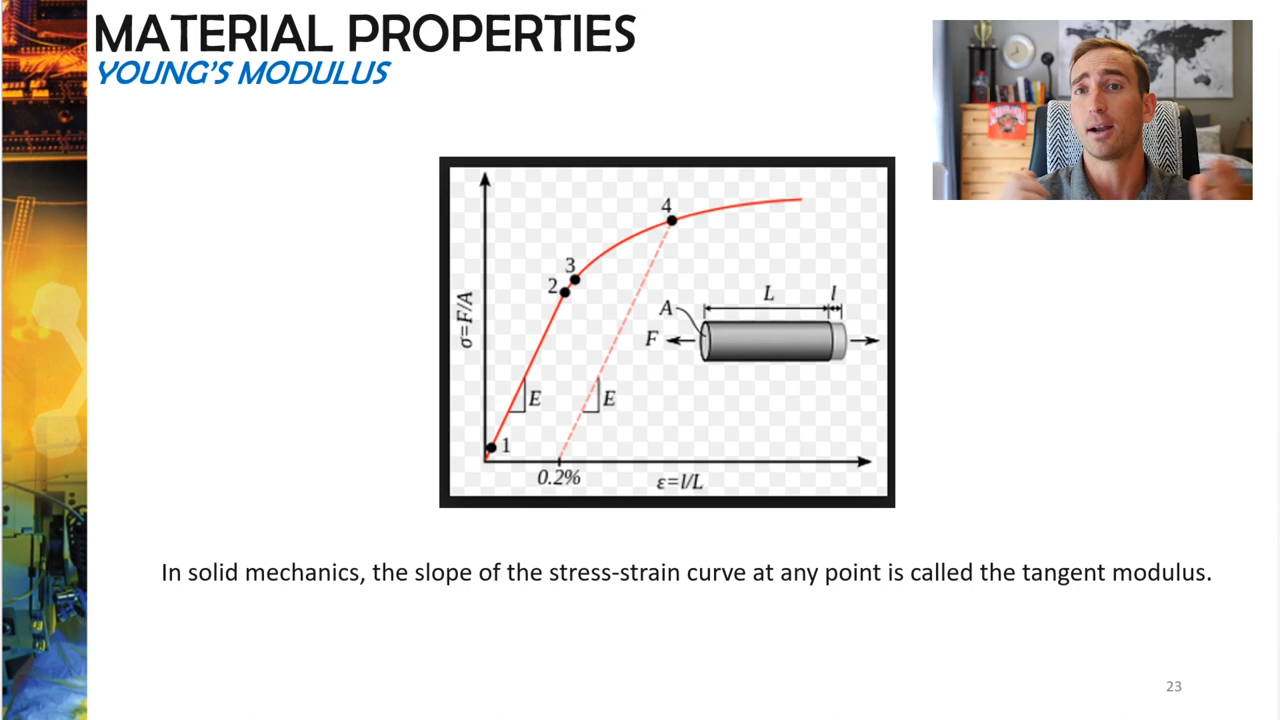 MATERIAL PROPERTIES
YOUNG'S MODULUS
4
3
2
σ=F/A
L
l
A
F
E
E
1
0.2%
ε=l/L
In solid mechanics, the slope of the stress-strain curve at any point is called the tangent modulus.
23